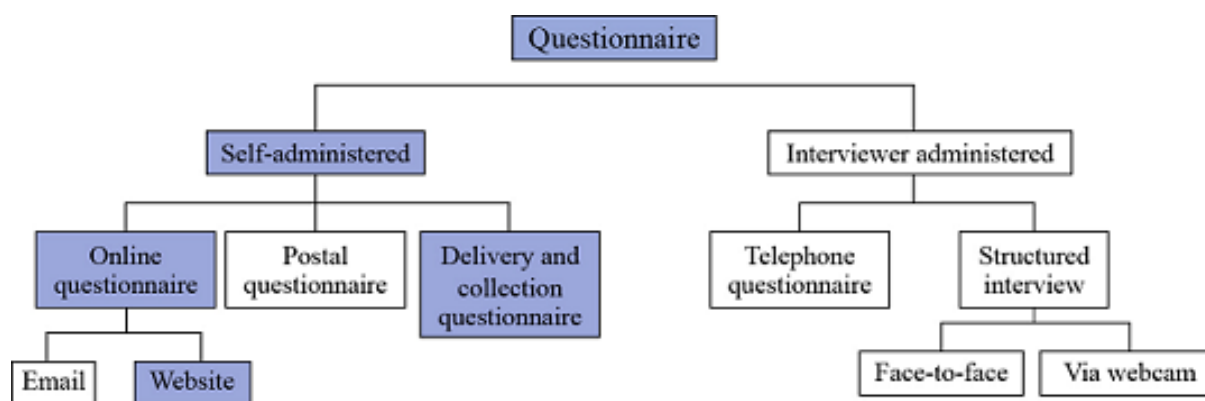 Questionnaire
Self-administered
Interviewer administered
Online
questionnaire
Postal
questionnaire
Delivery and
collection
questionnaire
Telephone
questionnaire
Structured
interview
Email
Website
Face-to-face
Via webcam